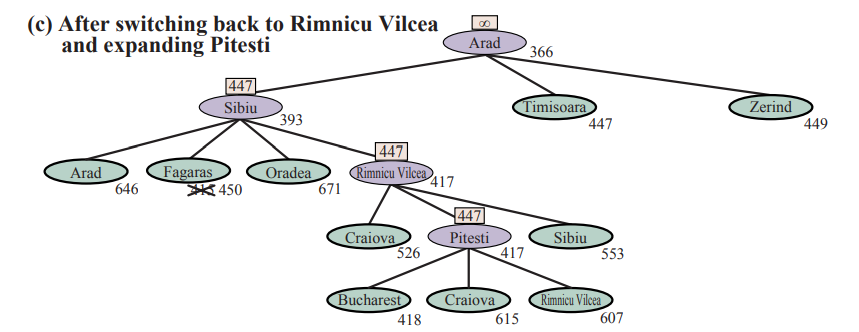 (c) After switching back to Rimnicu Vilcea
and expanding Pitesti
∞
Arad
366
447
Sibiu
393
Timisoara
447
Zerind
449
Arad
646
Fagaras
415 450
Oradea
671
447
Rimnicu Vilcea
417
Craiova
526
447
Pitesti
417
Sibiu
553
Bucharest
418
Craiova
615
Rimnicu Vilcea
607